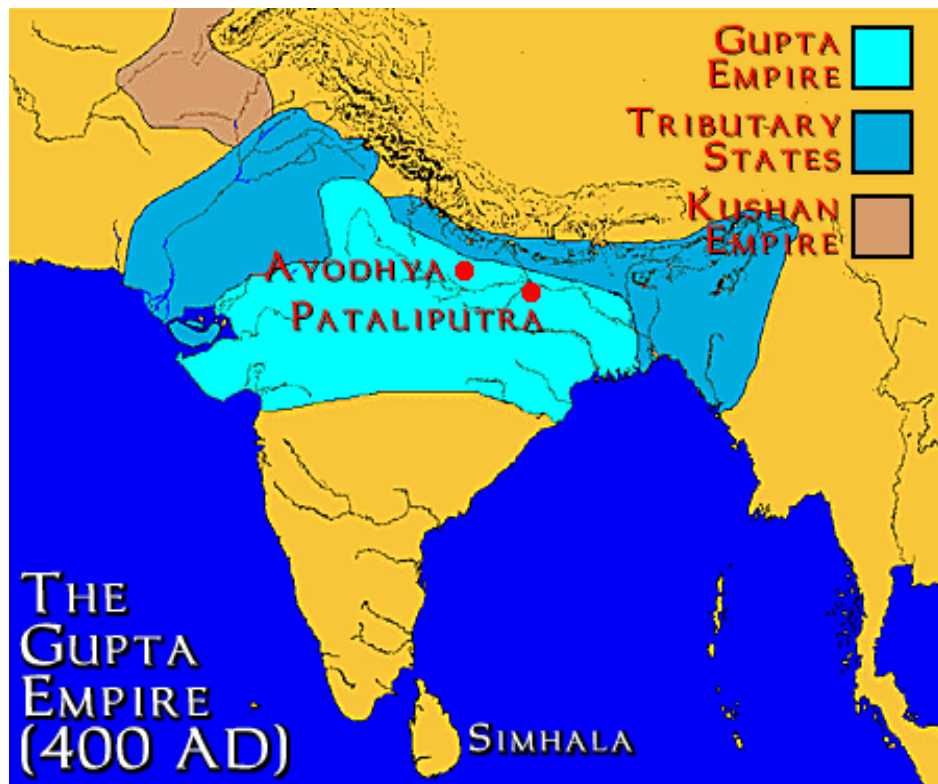 GUPTA
EMPIRE
TRIBUTARY
STATES
KUSHAN
EMPIRE
AYODHYA
PATALIPUTRA
THE
GUPTA
EMPIRE
(400 AD)
SIMHALA